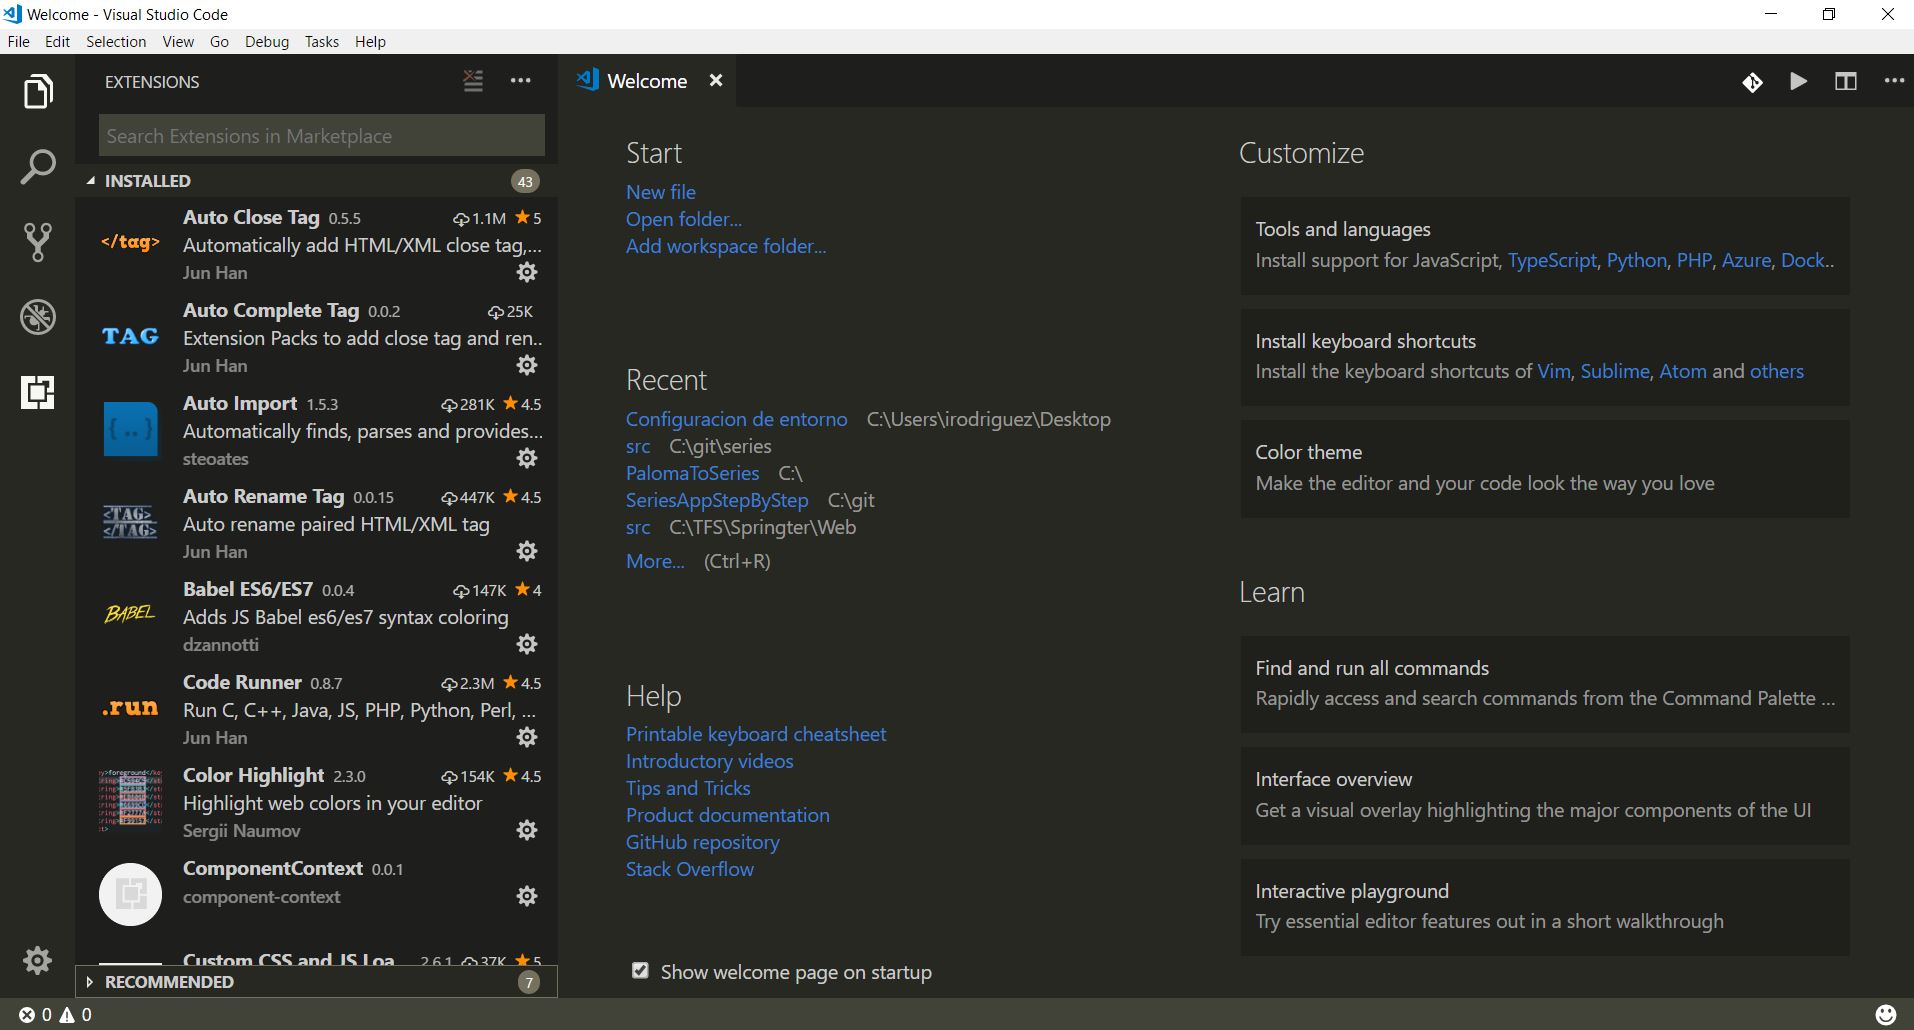 Welcome - Visual Studio Code
File Edit Selection View Go Debug Tasks Help
EXTENSIONS
Search Extensions in Marketplace
INSTALLED 43
</tag>
Auto Close Tag 0.5.5 1.1M 5
Automatically add HTML/XML close tag,...
Jun Han
TAG
Auto Complete Tag 0.0.2 25K
Extension Packs to add close tag and ren..
Jun Han
{..}
Auto Import 1.5.3 281K 4.5
Automatically finds, parses and provides...
steoates
<TAG>
</TAG>
Auto Rename Tag 0.0.15 447K 4.5
Auto rename paired HTML/XML tag
Jun Han
BABEL
Babel ES6/ES7 0.0.4 147K 4
Adds JS Babel es6/es7 syntax coloring
dzannotti
.run
Code Runner 0.8.7 2.3M 4.5
Run C, C++, Java, JS, PHP, Python, Perl, ...
Jun Han
Color Highlight 2.3.0 154K 4.5
Highlight web colors in your editor
Sergii Naumov
ComponentContext 0.0.1
component-context
Custom CSS and JS Loa 2.6.1 37K 5
RECOMMENDED 7
Welcome
Start
New file
Open folder...
Add workspace folder...
Recent
Configuracion de entorno C:\Users\irodriguez\Desktop
src C:\git\series
PalomaToSeries C:\
SeriesAppStepByStep C:\git
src C:\TFS\Springter\Web
More... (Ctrl+R)
Help
Printable keyboard cheatsheet
Introductory videos
Tips and Tricks
Product documentation
GitHub repository
Stack Overflow
Show welcome page on startup
Customize
Tools and languages
Install support for JavaScript, TypeScript, Python, PHP, Azure, Dock..
Install keyboard shortcuts
Install the keyboard shortcuts of Vim, Sublime, Atom and others
Color theme
Make the editor and your code look the way you love
Learn
Find and run all commands
Rapidly access and search commands from the Command Palette ...
Interface overview
Get a visual overlay highlighting the major components of the UI
Interactive playground
Try essential editor features out in a short walkthrough
0 0